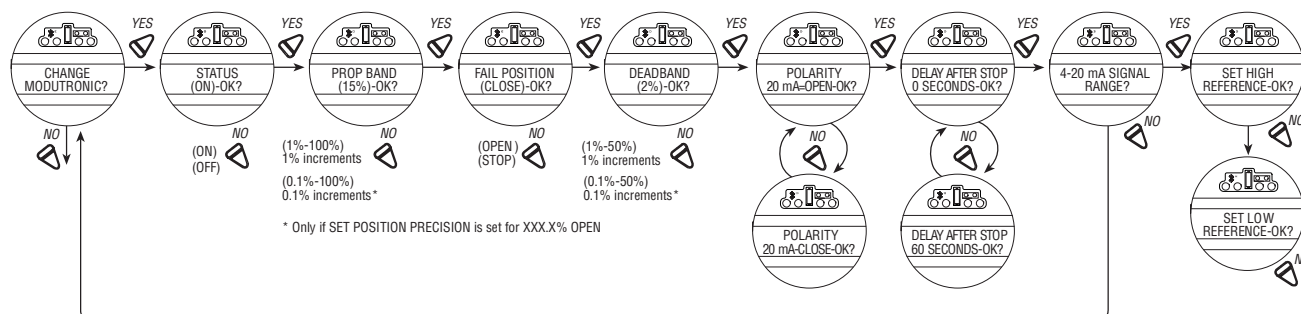 YES
YES
YES
YES
YES
YES
YES
YES
CHANGE
MODUTRONIC?
STATUS
(ON)-OK?
PROP BAND
(15%)-OK?
FAIL POSITION
(CLOSE)-OK?
DEADBAND
(2%)-OK?
POLARITY
20 mA=OPEN-OK?
DELAY AFTER STOP
0 SECONDS-OK?
4-20 mA SIGNAL
RANGE?
SET HIGH
REFERENCE-OK?
NO
NO
NO
NO
NO
NO
NO
NO
NO
(ON)
(OFF)
(1%-100%)
1% increments
(0.1%-100%)
0.1% increments*
(OPEN )
(STOP)
(1%-50%)
1% increments
(0.1%-50%)
0.1% increments*
* Only if SET POSITION PRECISION is set for XXX.X% OPEN
POLARITY
20 mA-CLOSE-OK?
DELAY AFTER STOP
60 SECONDS-OK?
SET LOW
REFERENCE-OK?